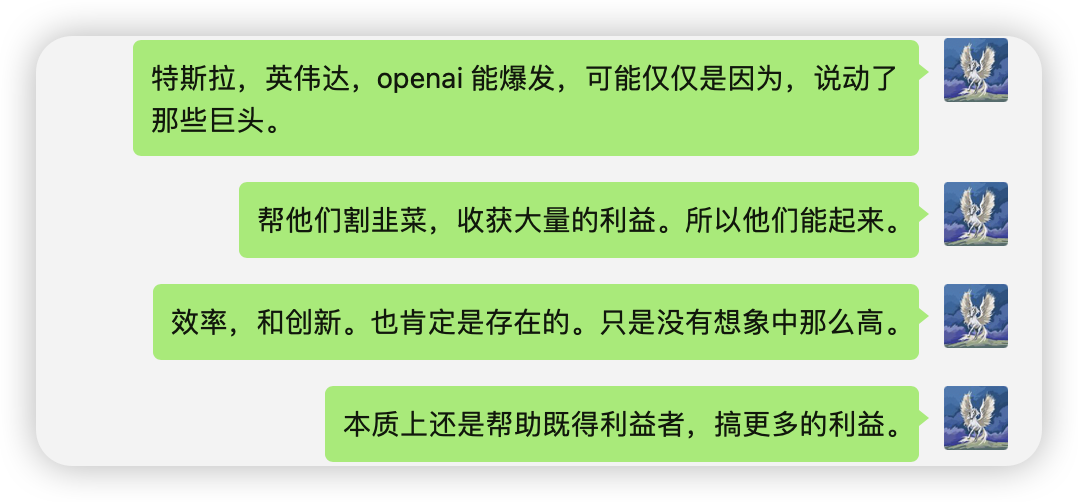 特斯拉，英伟达，openai 能爆发，可能仅仅是因为，说动了
那些巨头。
帮他们割韭菜，收获大量的利益。所以他们能起来。
效率，和创新。也肯定是存在的。只是没有想象中那么高。
本质上还是帮助既得利益者，搞更多的利益。